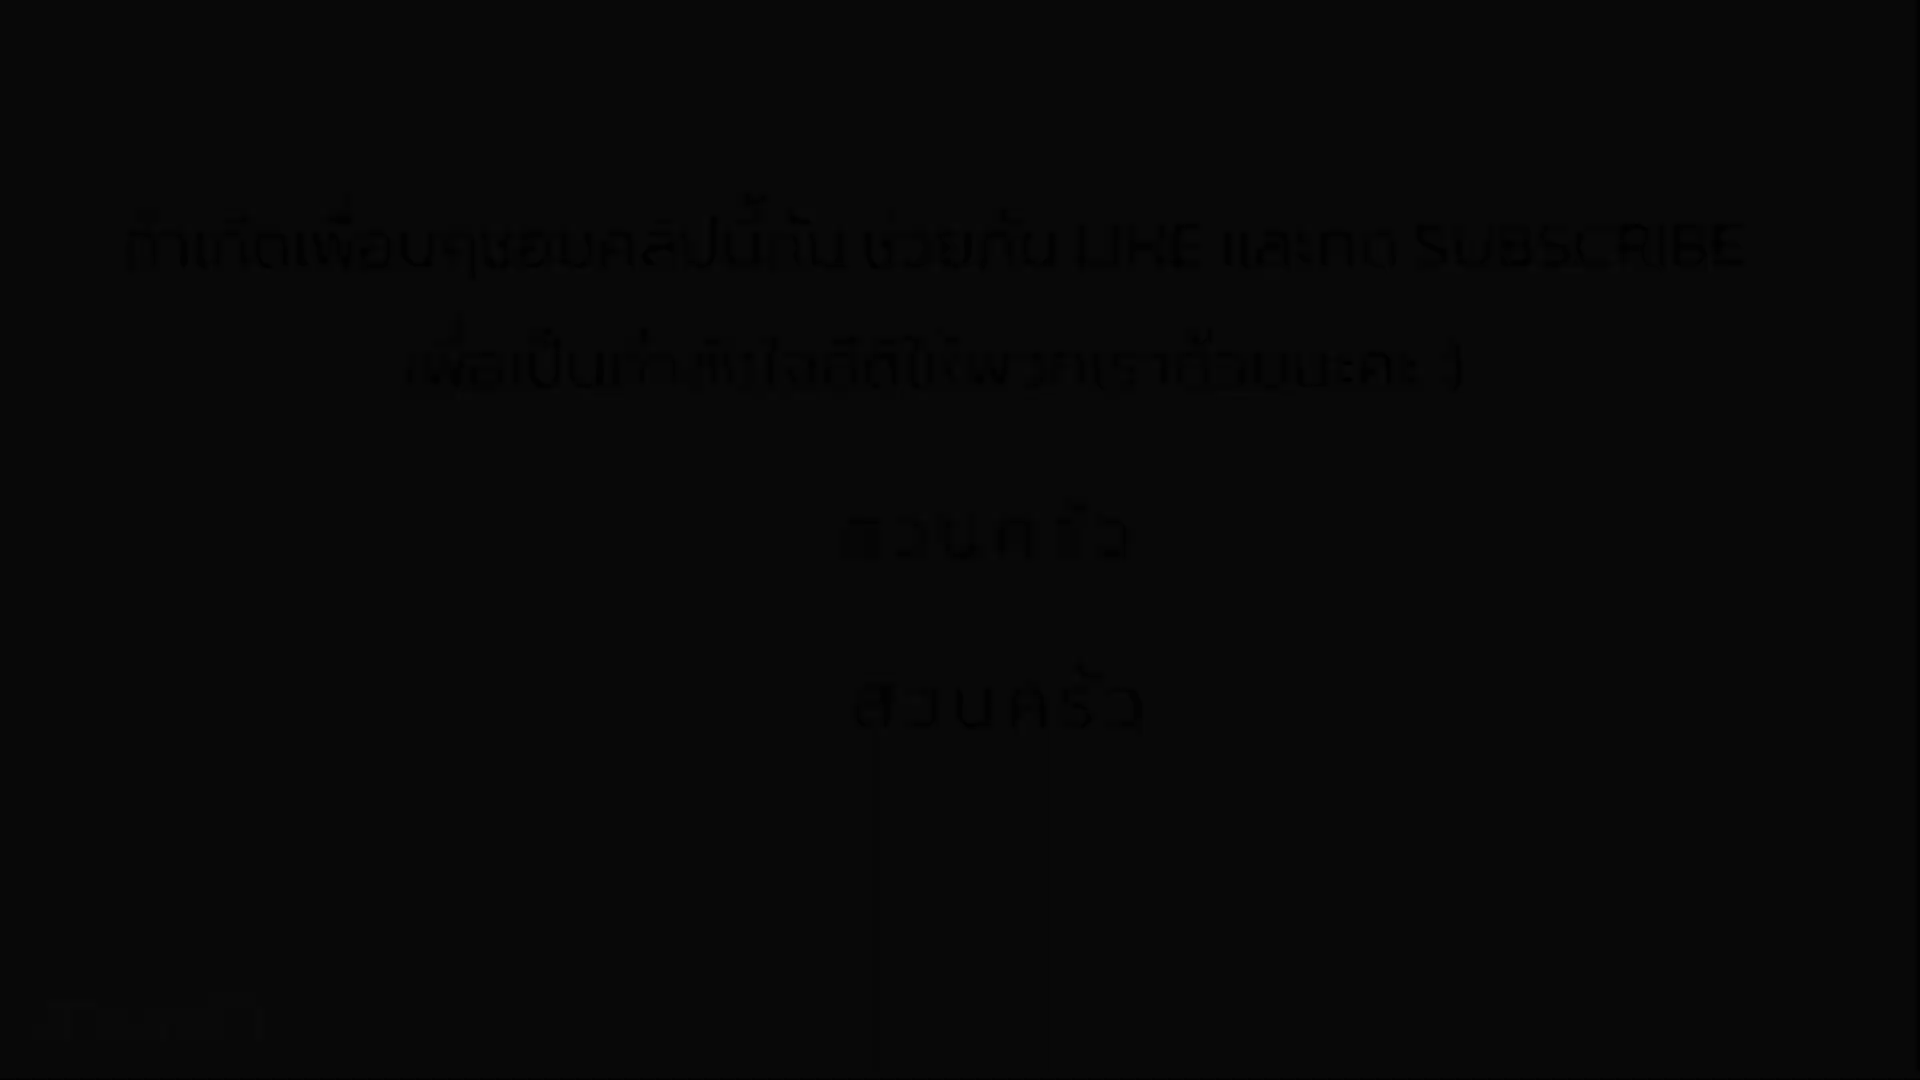 ถ้าเกิดเพื่อนๆชอบคลิปนี้กัน ช่วยกัน LIKE และกด SUBSCRIBE
เพื่อเป็นกำลังใจดีดีให้พวกเราด้วยนะคะ :)
สวนครัว
สวนครัว